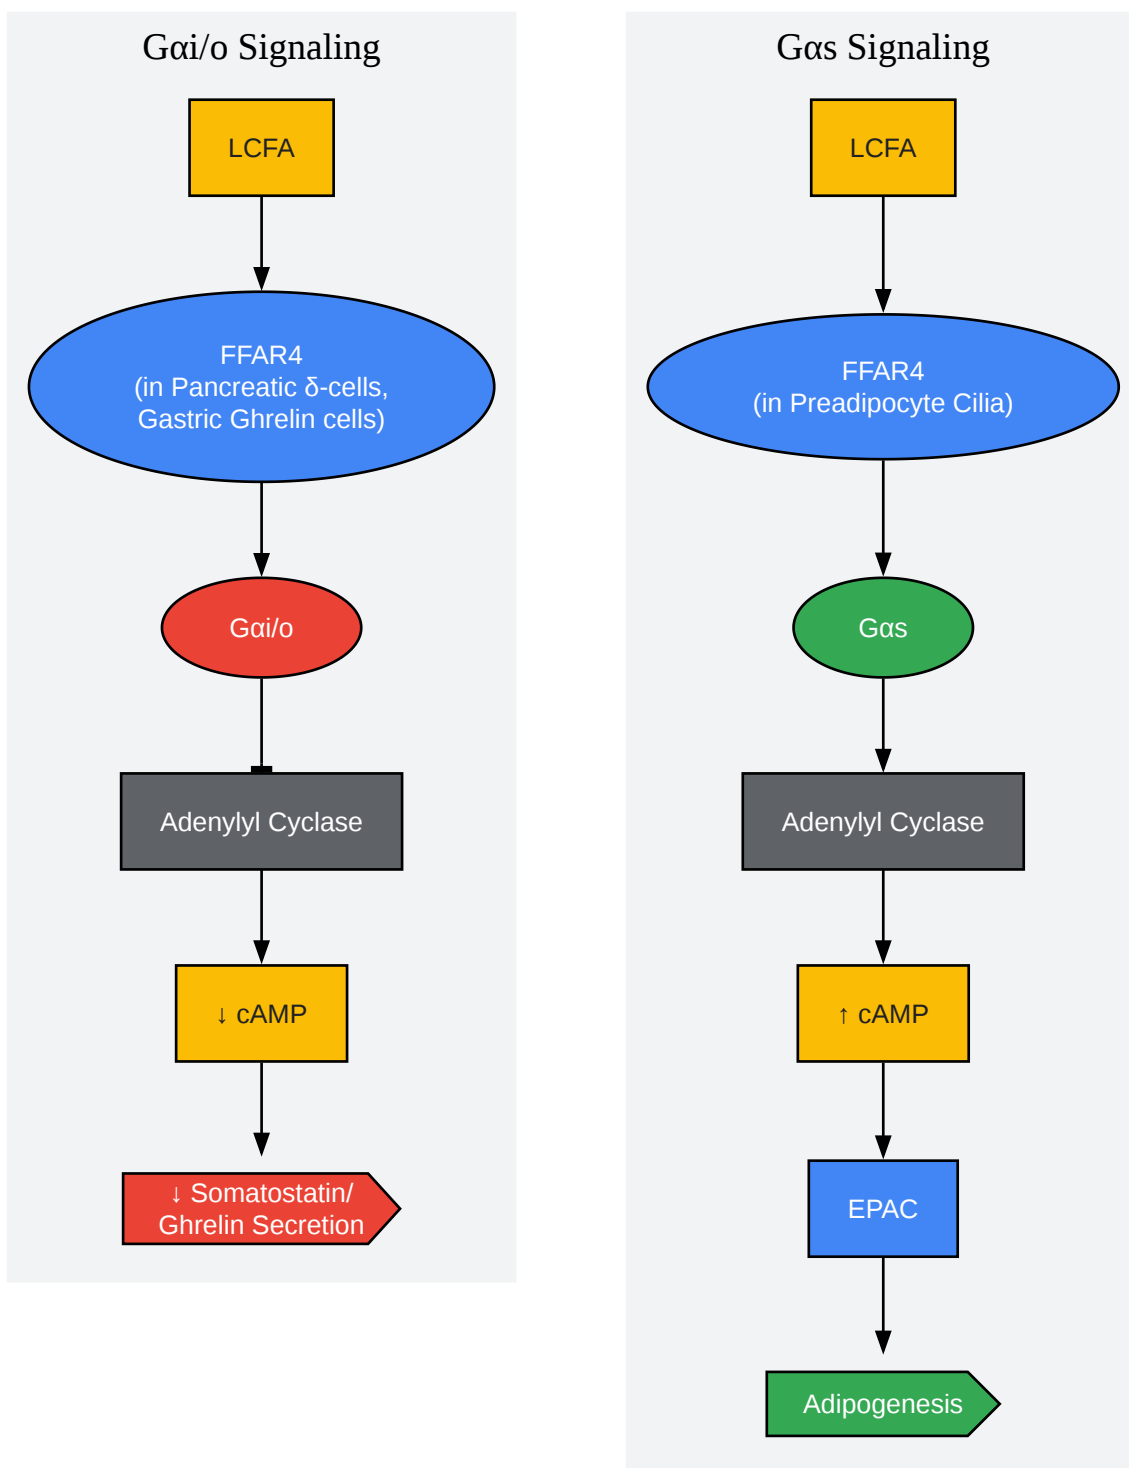 Gαi/o Signaling
LCFA
FFAR4
(in Pancreatic δ-cells,
Gastric Ghrelin cells)
Gαi/o
Adenylyl Cyclase
↓ cAMP
↓ Somatostatin/
Ghrelin Secretion
Gαs Signaling
LCFA
FFAR4
(in Preadipocyte Cilia)
Gαs
Adenylyl Cyclase
↑ cAMP
EPAC
Adipogenesis